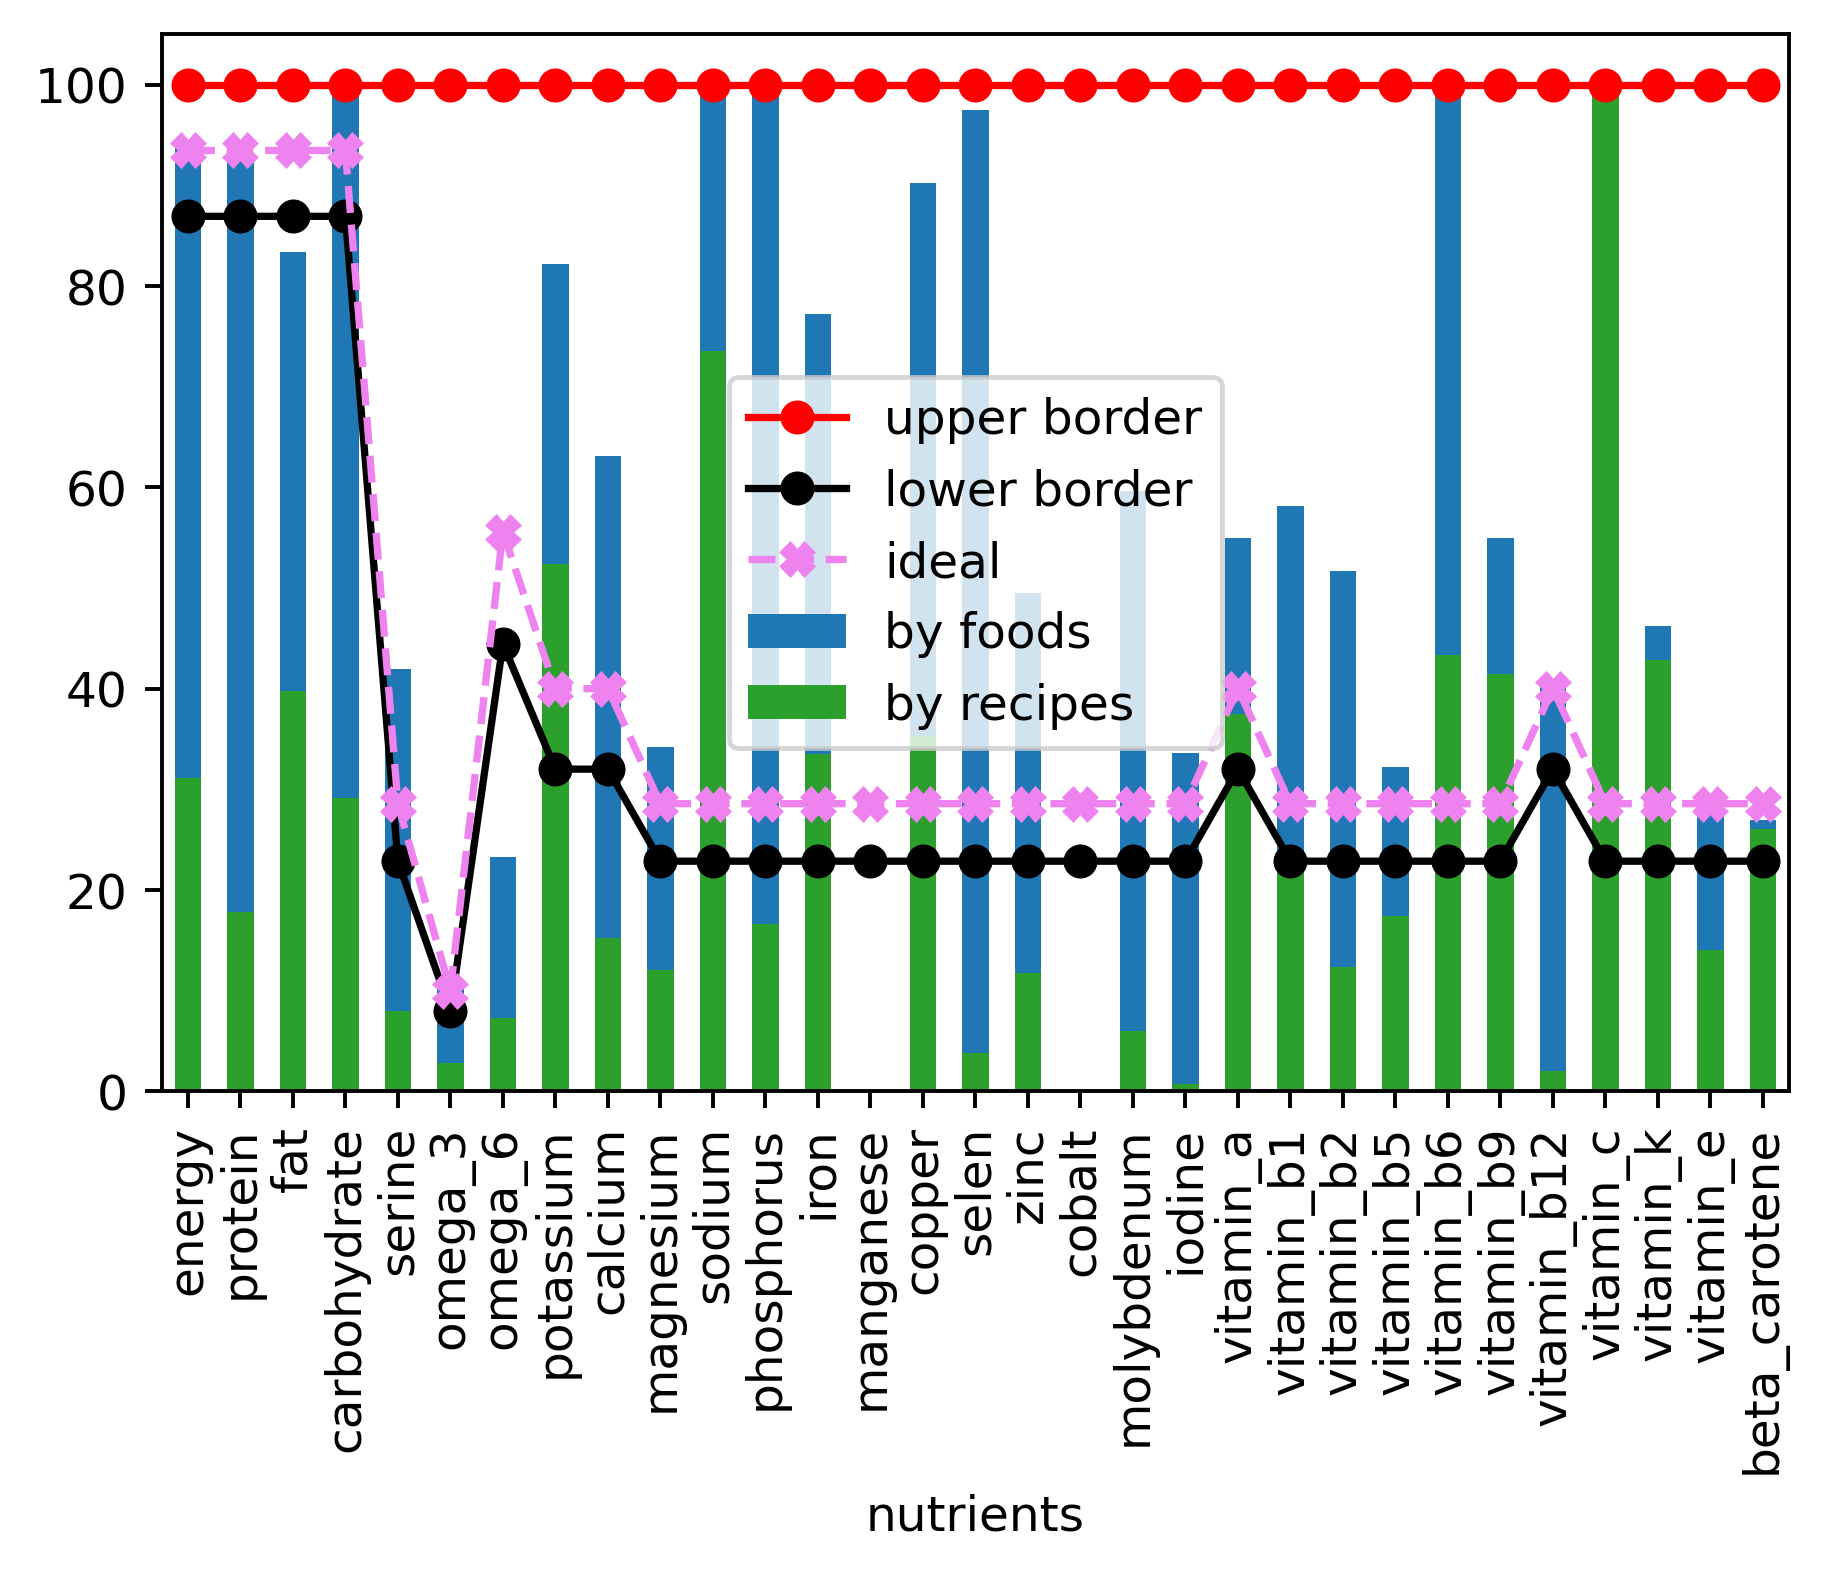 100
80
60
40
20
0
upper border
lower border
ideal
by foods
by recipes
energy
protein
fat
carbohydrate
serine
omega_3
omega_6
potassium
calcium
magnesium
sodium
phosphorus
iron
manganese
copper
selen
zinc
cobalt
molybdenum
iodine
vitamin_a
vitamin_b1
vitamin_b2
vitamin_b5
vitamin_b6
vitamin_b9
vitamin_b12
vitamin_c
vitamin_k
vitamin_e
beta_carotene
nutrients